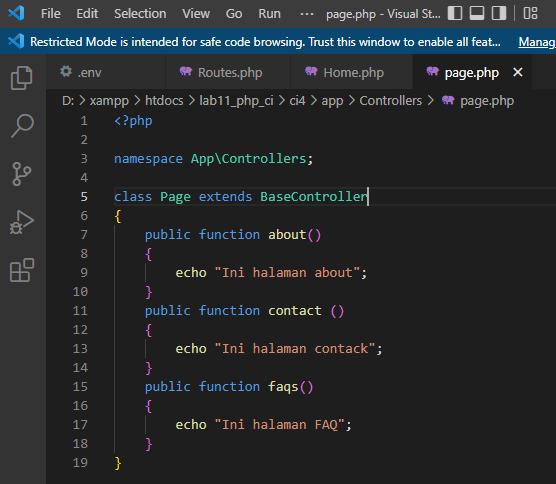 File Edit Selection View Go Run ... page.php - Visual St...
Restricted Mode is intended for safe code browsing. Trust this window to enable all feat... Manag
.env Routes.php Home.php page.php
D: > xampp > htdocs > lab11_php_ci > ci4 > app > Controllers > page.php
1 <?php
2
3 namespace App\Controllers;
4
5 class Page extends BaseController
6 {
7 public function about()
8 {
9 echo "Ini halaman about";
10 }
11 public function contact ()
12 {
13 echo "Ini halaman contack";
14 }
15 public function faqs()
16 {
17 echo "Ini halaman FAQ";
18 }
19 }